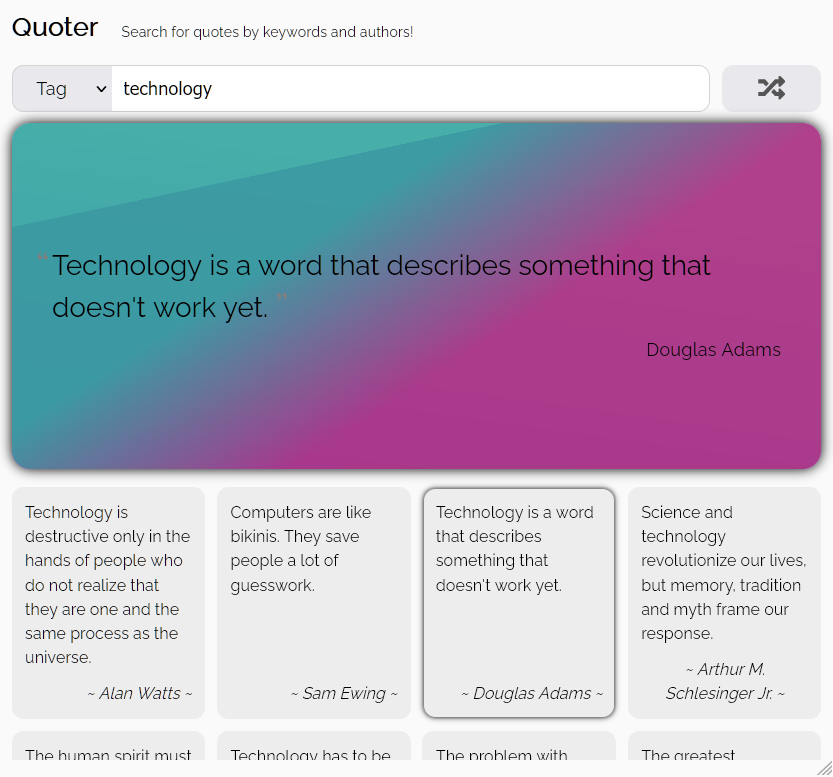 Quoter Search for quotes by keywords and authors!
Tag technology
" Technology is a word that describes something that
doesn't work yet. "
Douglas Adams
Technology is
destructive only in the
hands of people who
do not realize that
they are one and the
same process as the
universe.
~ Alan Watts ~
Computers are like
bikinis. They save
people a lot of
guesswork.
~ Sam Ewing ~
Technology is a word
that describes
something that
doesn't work yet.
~ Douglas Adams ~
Science and
technology
revolutionize our lives,
but memory, tradition
and myth frame our
response.
~ Arthur M.
Schlesinger Jr. ~
The human spirit must
Technology has to be
The problem with
The greatest